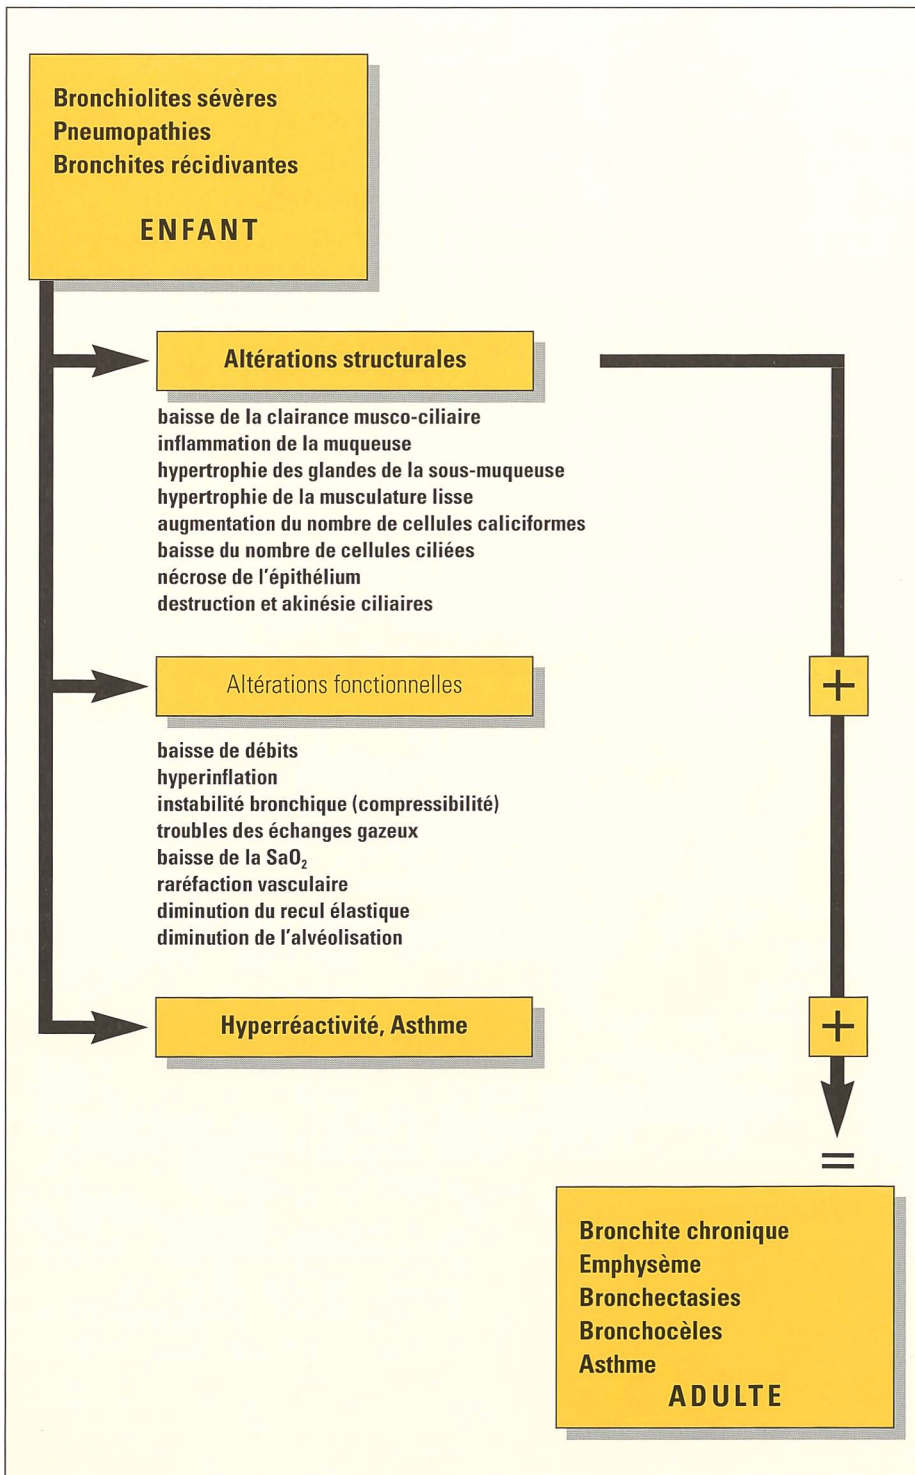 Bronchiolites sévères
Pneumopathies
Bronchites récidivantes
ENFANT
Altérations structurales
baisse de la clairance musco-ciliaire
inflammation de la muqueuse
hypertrophie des glandes de la sous-muqueuse
hypertrophie de la musculature lisse
augmentation du nombre de cellules caliciformes
baisse du nombre de cellules ciliées
nécrose de l'épithélium
destruction et akinésie ciliaires
Altérations fonctionnelles
+
baisse de débits
hyperinflation
instabilité bronchique (compressibilité)
troubles des échanges gazeux
baisse de la SaO₂
raréfaction vasculaire
diminution du recul élastique
diminution de l'alvéolisation
Hyperréactivité, Asthme
+
=
Bronchite chronique
Emphysème
Bronchectasies
Bronchocèles
Asthme
ADULTE